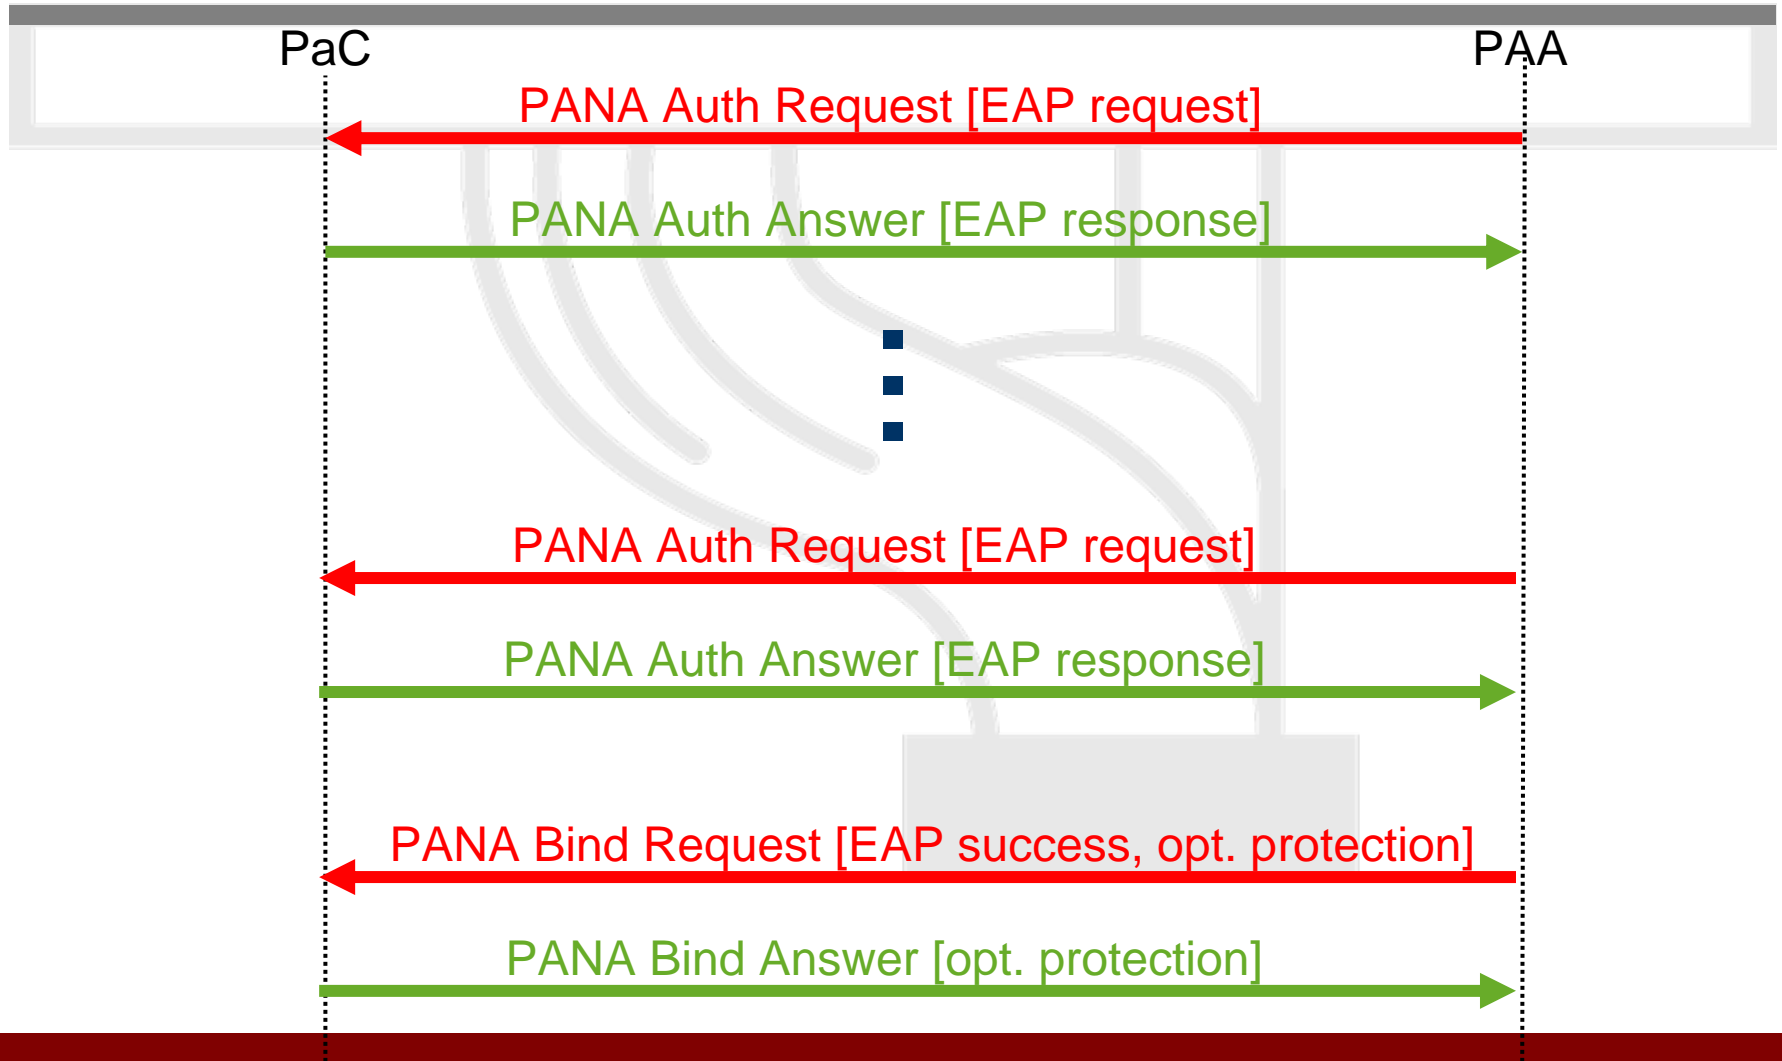 PaC PAA
PANA Auth Request [EAP request]
PANA Auth Answer [EAP response]
PANA Auth Request [EAP request]
PANA Auth Answer [EAP response]
PANA Bind Request [EAP success, opt. protection]
PANA Bind Answer [opt. protection]